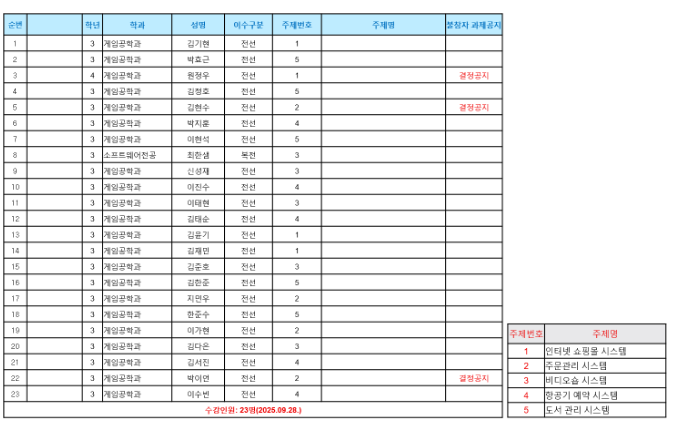 순번 학년 학과 성명 이수구분 주제번호 주제명 불참자 과제공지
1 3 게임공학과 김기현 전선 1
2 3 게임공학과 박효근 전선 5
3 4 게임공학과 원정우 전선 1 결정공지
4 3 게임공학과 김정호 전선 5
5 3 게임공학과 김현수 전선 2 결정공지
6 3 게임공학과 박지훈 전선 4
7 3 게임공학과 이현석 전선 5
8 3 소프트웨어전공 최한샘 복전 3
9 3 게임공학과 신성재 전선 3
10 3 게임공학과 이진수 전선 4
11 3 게임공학과 이태현 전선 3
12 3 게임공학과 김태순 전선 4
13 3 게임공학과 김윤기 전선 1
14 3 게임공학과 김재민 전선 1
15 3 게임공학과 김준호 전선 3
16 3 게임공학과 김한준 전선 5
17 3 게임공학과 지민우 전선 2
18 3 게임공학과 한준수 전선 5
19 3 게임공학과 이가현 전선 2
20 3 게임공학과 김다은 전선 3
21 3 게임공학과 김서진 전선 4
22 3 게임공학과 박이연 전선 2 결정공지
23 3 게임공학과 이수빈 전선 4
수강인원: 23명(2025.09.28.)
주제번호 주제명
1 인터넷 쇼핑몰 시스템
2 주문관리 시스템
3 비디오숍 시스템
4 항공기 예약 시스템
5 도서 관리 시스템